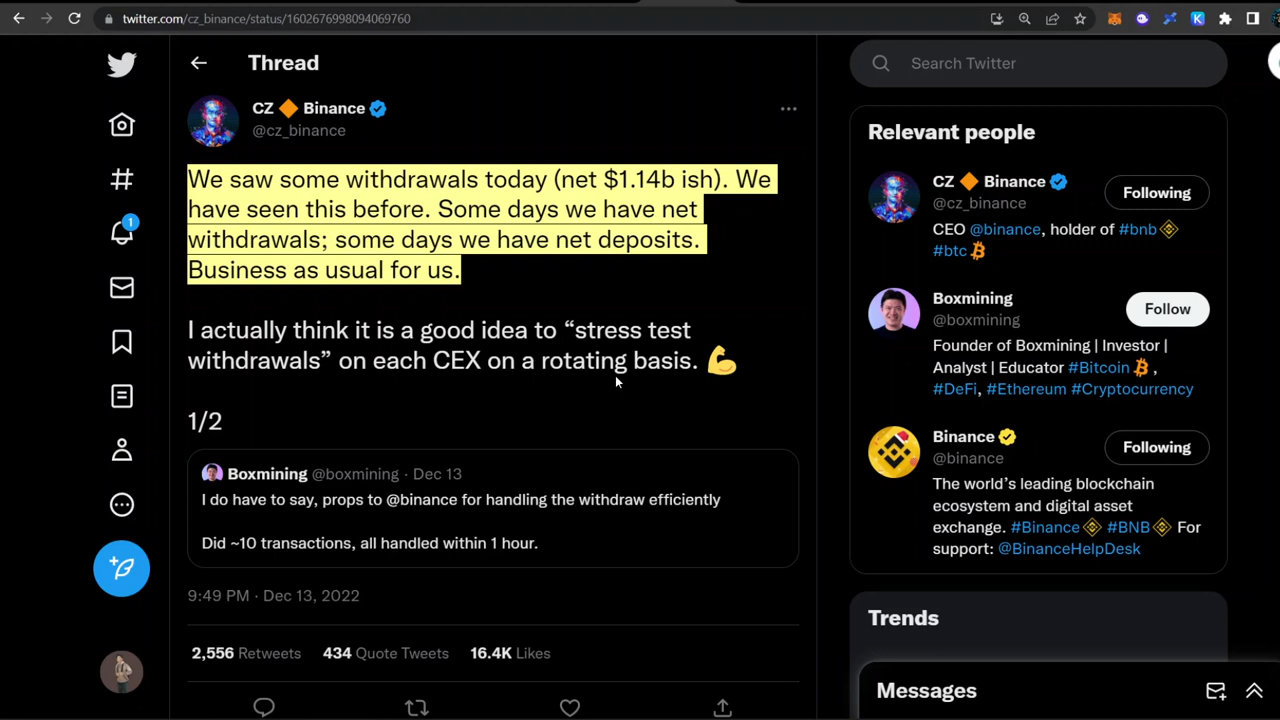 twitter.com/cz_binance/status/1602676998094069760
Thread
CZ 🔶 Binance
@cz_binance
We saw some withdrawals today (net $1.14b ish). We
have seen this before. Some days we have net
withdrawals; some days we have net deposits.
Business as usual for us.
I actually think it is a good idea to “stress test
withdrawals” on each CEX on a rotating basis. 💪
1/2
Boxmining @boxmining · Dec 13
I do have to say, props to @binance for handling the withdraw efficiently
Did ~10 transactions, all handled within 1 hour.
9:49 PM · Dec 13, 2022
2,556 Retweets 434 Quote Tweets 16.4K Likes
1
Search Twitter
Relevant people
CZ 🔶 Binance
@cz_binance
Following
CEO @binance, holder of #bnb
#btc
Boxmining
@boxmining
Follow
Founder of Boxmining | Investor |
Analyst | Educator #Bitcoin ,
#DeFi, #Ethereum #Cryptocurrency
Binance
@binance
Following
The world’s leading blockchain
ecosystem and digital asset
exchange. #Binance #BNB For
support: @BinanceHelpDesk
Trends
Messages